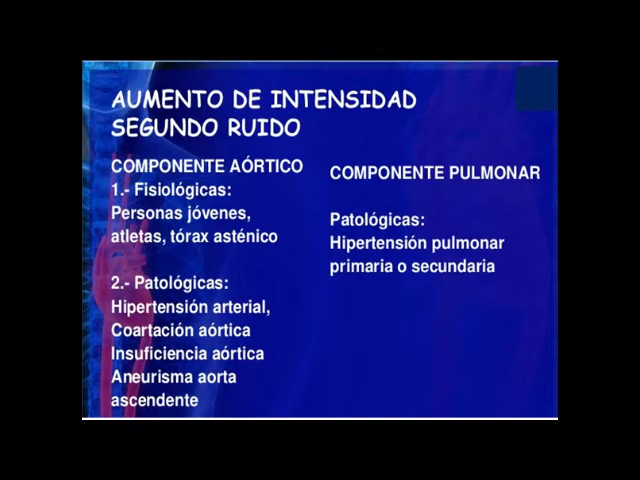 AUMENTO DE INTENSIDAD
SEGUNDO RUIDO
COMPONENTE AÓRTICO
1.- Fisiológicas:
Personas jóvenes,
atletas, tórax asténico
2.- Patológicas:
Hipertensión arterial,
Coartación aórtica
Insuficiencia aórtica
Aneurisma aorta
ascendente
COMPONENTE PULMONAR
Patológicas:
Hipertensión pulmonar
primaria o secundaria